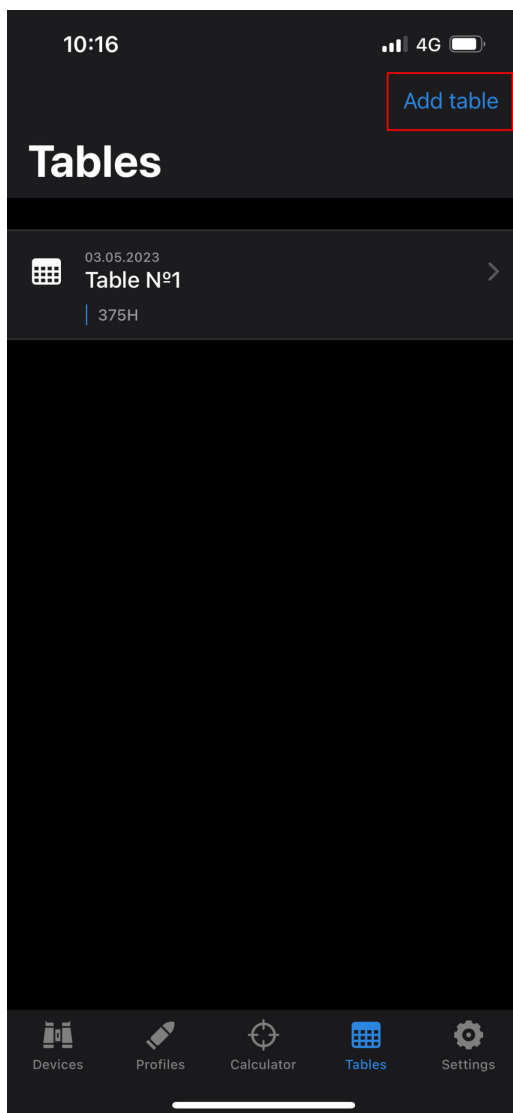 10:16 4G
Add table
Tables
03.05.2023
Table Nº1
375H
Devices Profiles Calculator Tables Settings